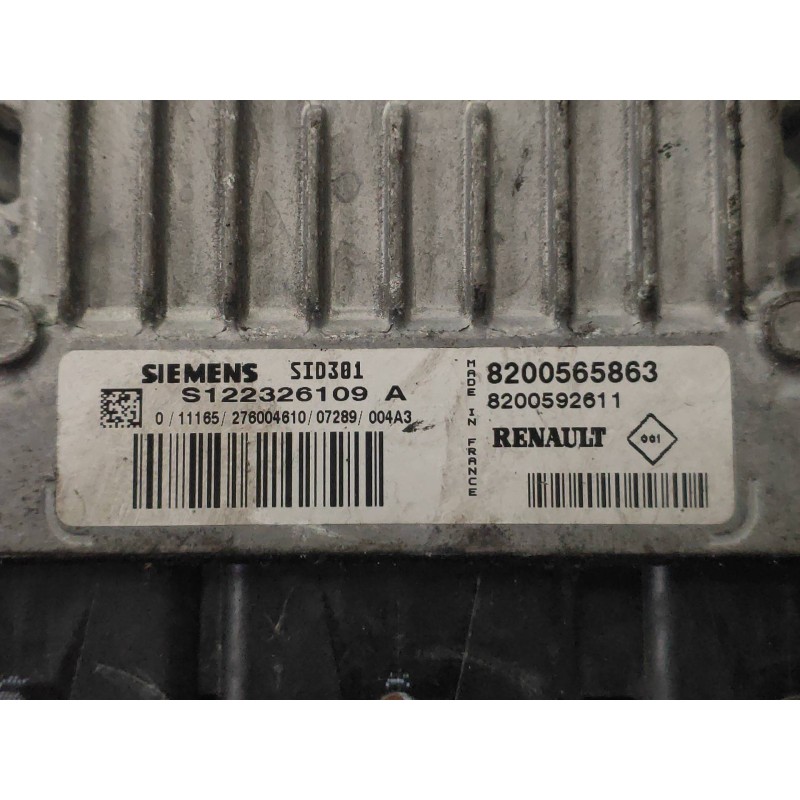 SIEMENS SID301
S122326109 A
0/11165/276004610/07289/004A3
MADE IN FRANCE
8200565863
8200592611
RENAULT
001